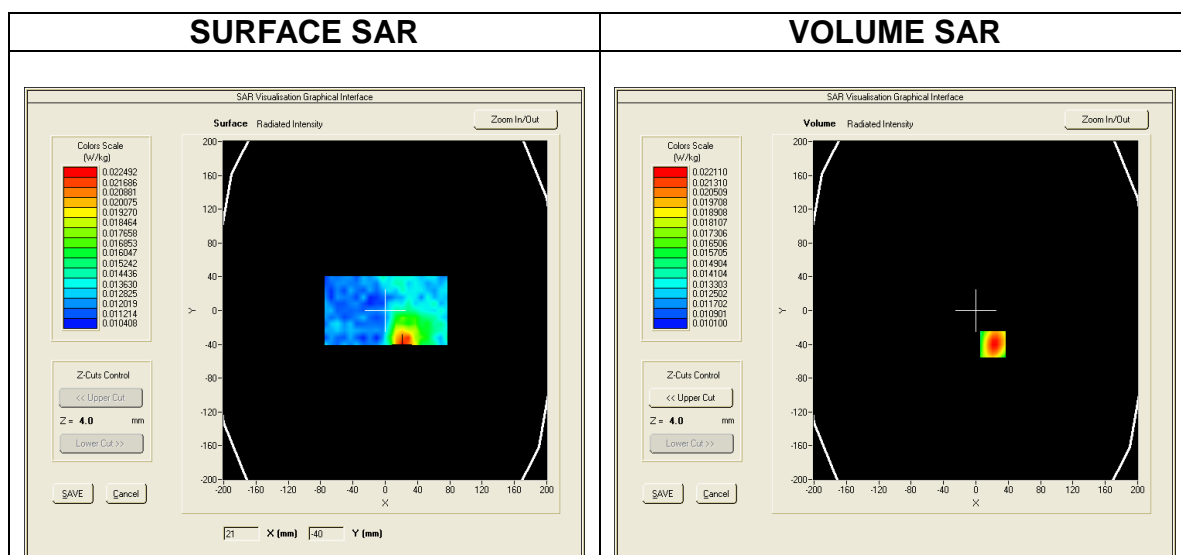 SURFACE SAR
VOLUME SAR
SAR Visualisation Graphical Interface
Surface Radiated Intensity
Zoom In/Out
Colors Scale
(W/kg)
0.022492
0.021686
0.020881
0.020075
0.019270
0.018464
0.017658
0.016853
0.016047
0.015242
0.014436
0.013630
0.012825
0.012019
0.011214
0.010408
200
160
120
80
40
0
-40
-80
-120
-160
-200
Y
-200 -160 -120 -80 -40 0 40 80 120 160 200
X
Z-Cuts Control
<< Upper Cut
Z = 4.0 mm
Lower Cut >>
SAVE Cancel
21 X (mm) -40 Y (mm)
SAR Visualisation Graphical Interface
Volume Radiated Intensity
Zoom In/Out
Colors Scale
(W/kg)
0.022110
0.021310
0.020509
0.019708
0.018908
0.018107
0.017306
0.016506
0.015705
0.014904
0.014104
0.013303
0.012502
0.011702
0.010901
0.010100
200
160
120
80
40
0
-40
-80
-120
-160
-200
Y
-200 -160 -120 -80 -40 0 40 80 120 160 200
X
Z-Cuts Control
<< Upper Cut
Z = 4.0 mm
Lower Cut >>
SAVE Cancel